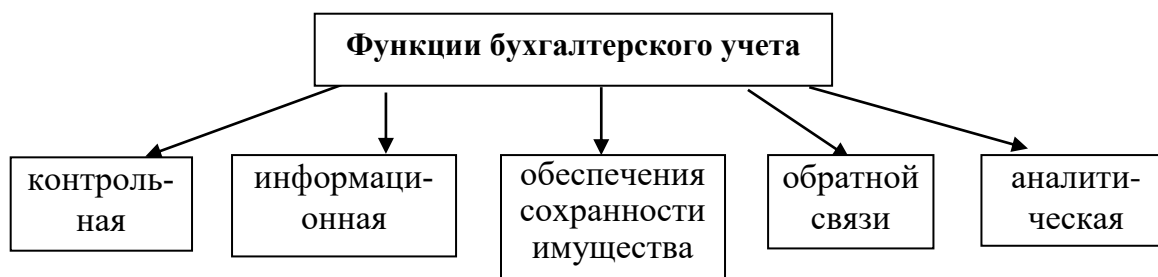 Функции бухгалтерского учета
контроль-
ная
информаци-
онная
обеспечения
сохранности
имущества
обратной
связи
аналити-
ческая